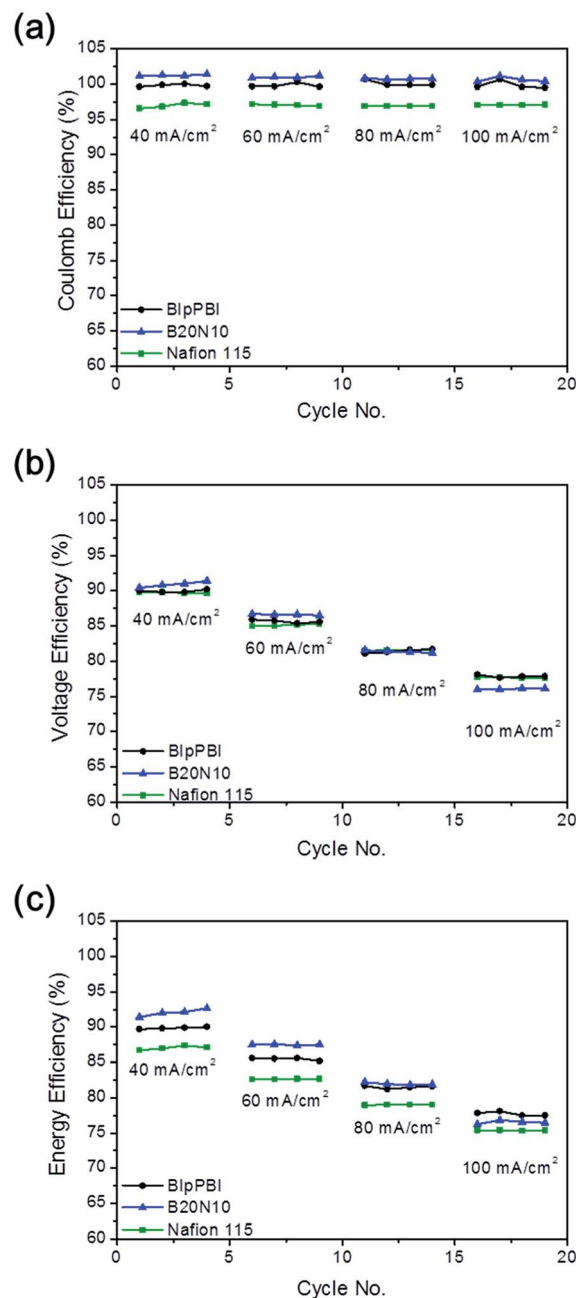 (a)
105
100
95
90
85
80
75
70
65
60
Coulomb Efficiency (%)
40 mA/cm²
60 mA/cm²
80 mA/cm²
100 mA/cm²
BIpPBI
B20N10
Nafion 115
0
5
10
15
20
Cycle No.
(b)
105
100
95
90
85
80
75
70
65
60
Voltage Efficiency (%)
40 mA/cm²
60 mA/cm²
80 mA/cm²
100 mA/cm²
BIpPBI
B20N10
Nafion 115
0
5
10
15
20
Cycle No.
(c)
105
100
95
90
85
80
75
70
65
60
Energy Efficiency (%)
40 mA/cm²
60 mA/cm²
80 mA/cm²
100 mA/cm²
BIpPBI
B20N10
Nafion 115
0
5
10
15
20
Cycle No.